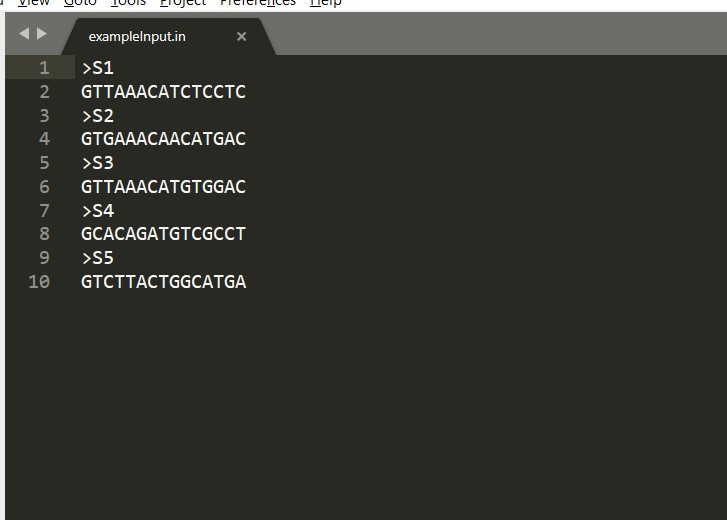 View Goto Tools Project Preferences Help
exampleInput.in ×
1 >S1
2 GTTAAACATCTCCTC
3 >S2
4 GTGAAACAACATGAC
5 >S3
6 GTTAAACATGTGGAC
7 >S4
8 GCACAGATGTCGCCT
9 >S5
10 GTCTTACTGGCATGA